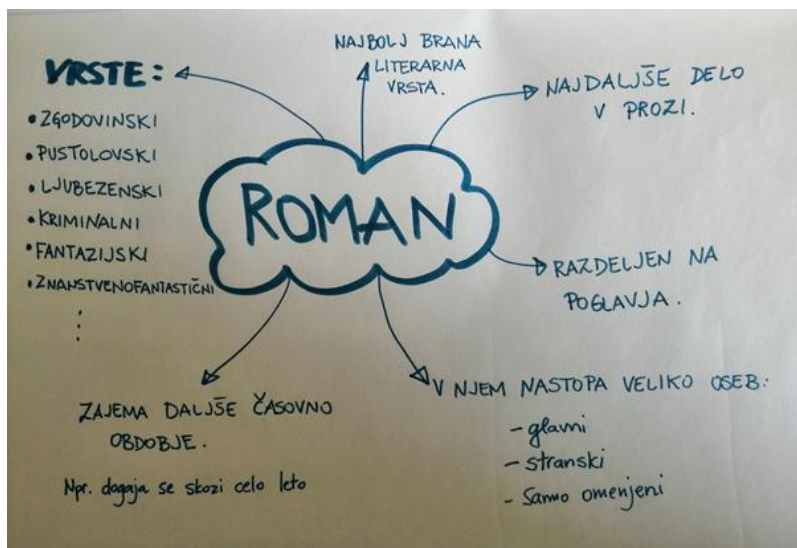 ROMAN
VRSTE:
• ZGODOVINSKI
• PUSTOLOVSKI
• LJUBEZENSKI
• KRIMINALNI
• FANTAZIJSKI
• ZNANSTVENOFANTASTIČNI
⋮
NAJBOLJ BRANA
LITERARNA
VRSTA.
NAJDALJŠE DELO
V PROZI.
RAZDELJEN NA
POGLAVJA.
V NJEM NASTOPA VELIKO OSEB:
- glavni
- stranski
- samo omenjeni
ZAJEMA DALJŠE ČASOVNO
OBDOBJE.
Npr. dogaja se skozi celo leto